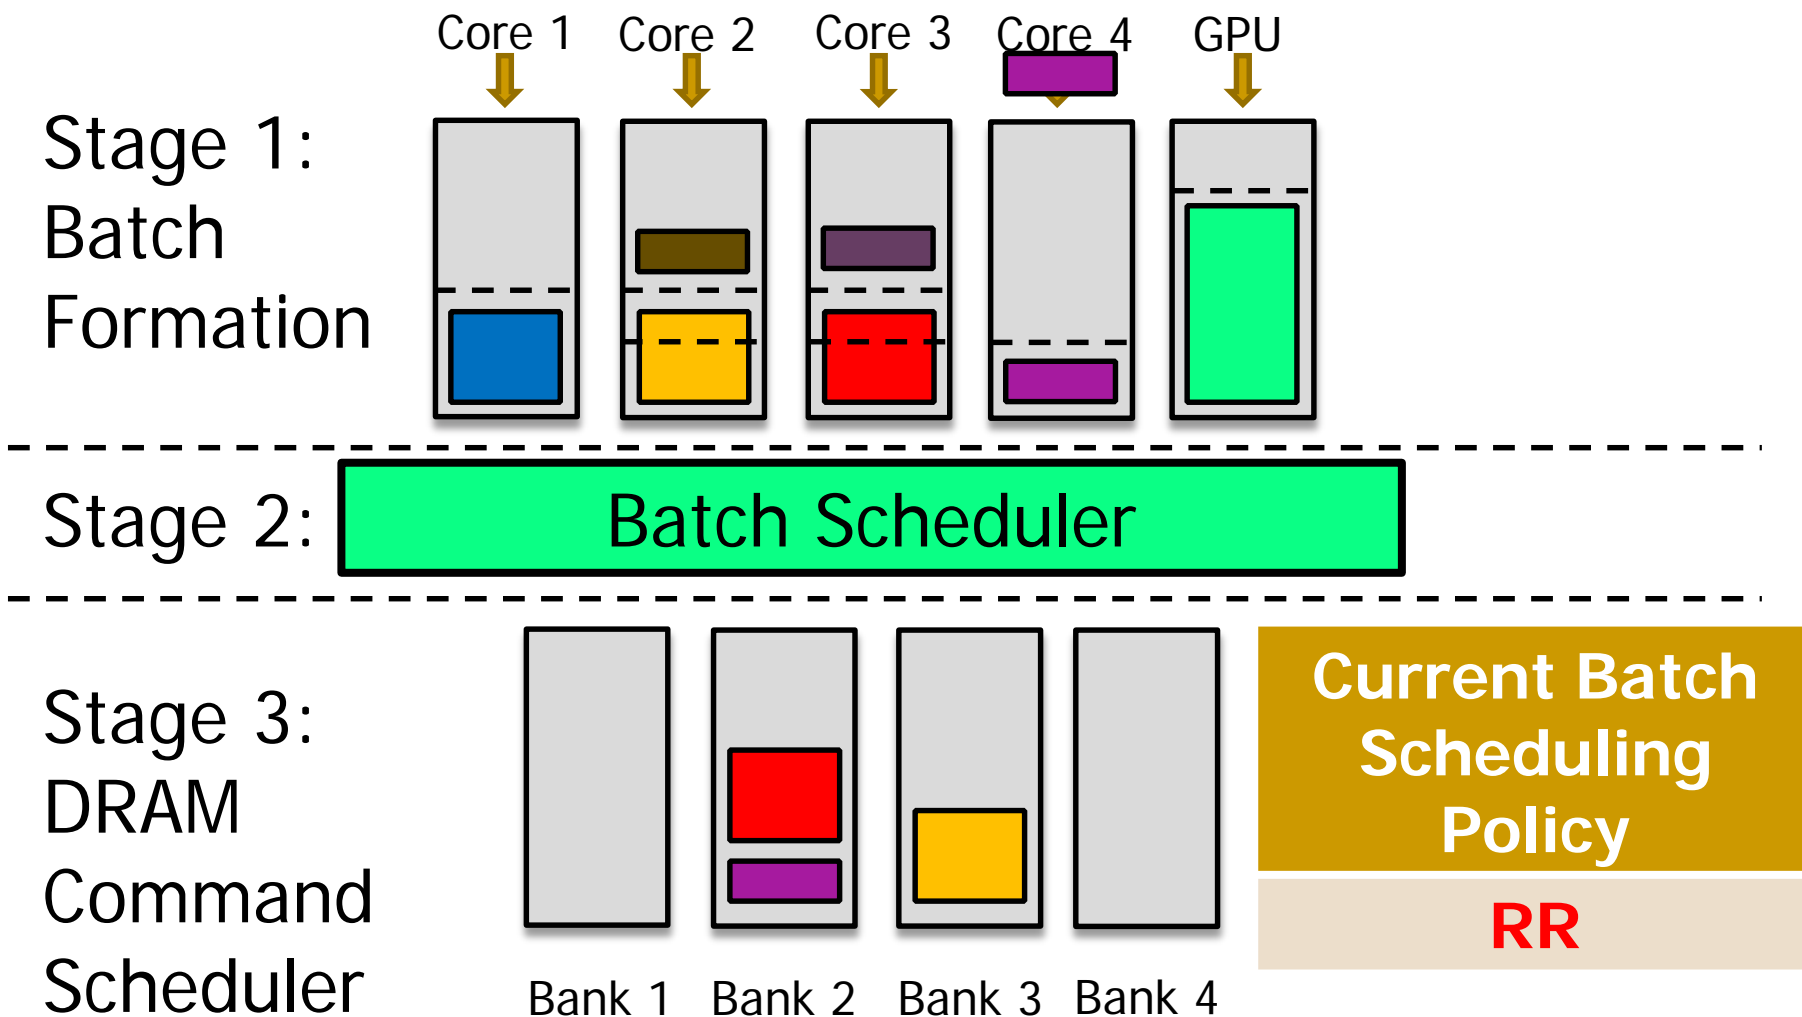 Core 1 Core 2 Core 3 Core 4 GPU
Stage 1:
Batch
Formation
Stage 2:
Batch Scheduler
Stage 3:
DRAM
Command
Scheduler
Bank 1 Bank 2 Bank 3 Bank 4
Current Batch
Scheduling
Policy
RR